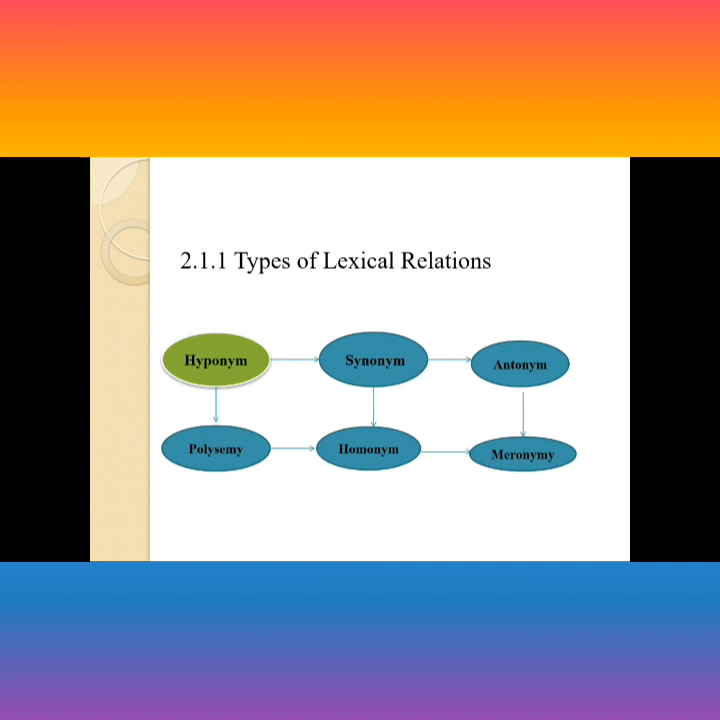 2.1.1 Types of Lexical Relations
Hyponym
Synonym
Antonym
Polysemy
Homonym
Meronymy